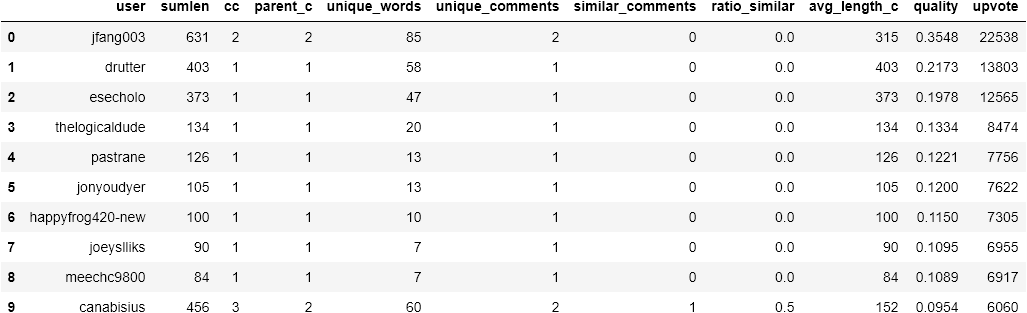 user sumlen cc parent_c unique_words unique_comments similar_comments ratio_similar avg_length_c quality upvote
0 jfang003 631 2 2 85 2 0 0.0 315 0.3548 22538
1 drutter 403 1 1 58 1 0 0.0 403 0.2173 13803
2 esecholo 373 1 1 47 1 0 0.0 373 0.1978 12565
3 thelogicaldude 134 1 1 20 1 0 0.0 134 0.1334 8474
4 pastrane 126 1 1 13 1 0 0.0 126 0.1221 7756
5 jonyoudyer 105 1 1 13 1 0 0.0 105 0.1200 7622
6 happyfrog420-new 100 1 1 10 1 0 0.0 100 0.1150 7305
7 joeyslliks 90 1 1 7 1 0 0.0 90 0.1095 6955
8 meechc9800 84 1 1 7 1 0 0.0 84 0.1089 6917
9 canabisius 456 3 2 60 2 1 0.5 152 0.0954 6060